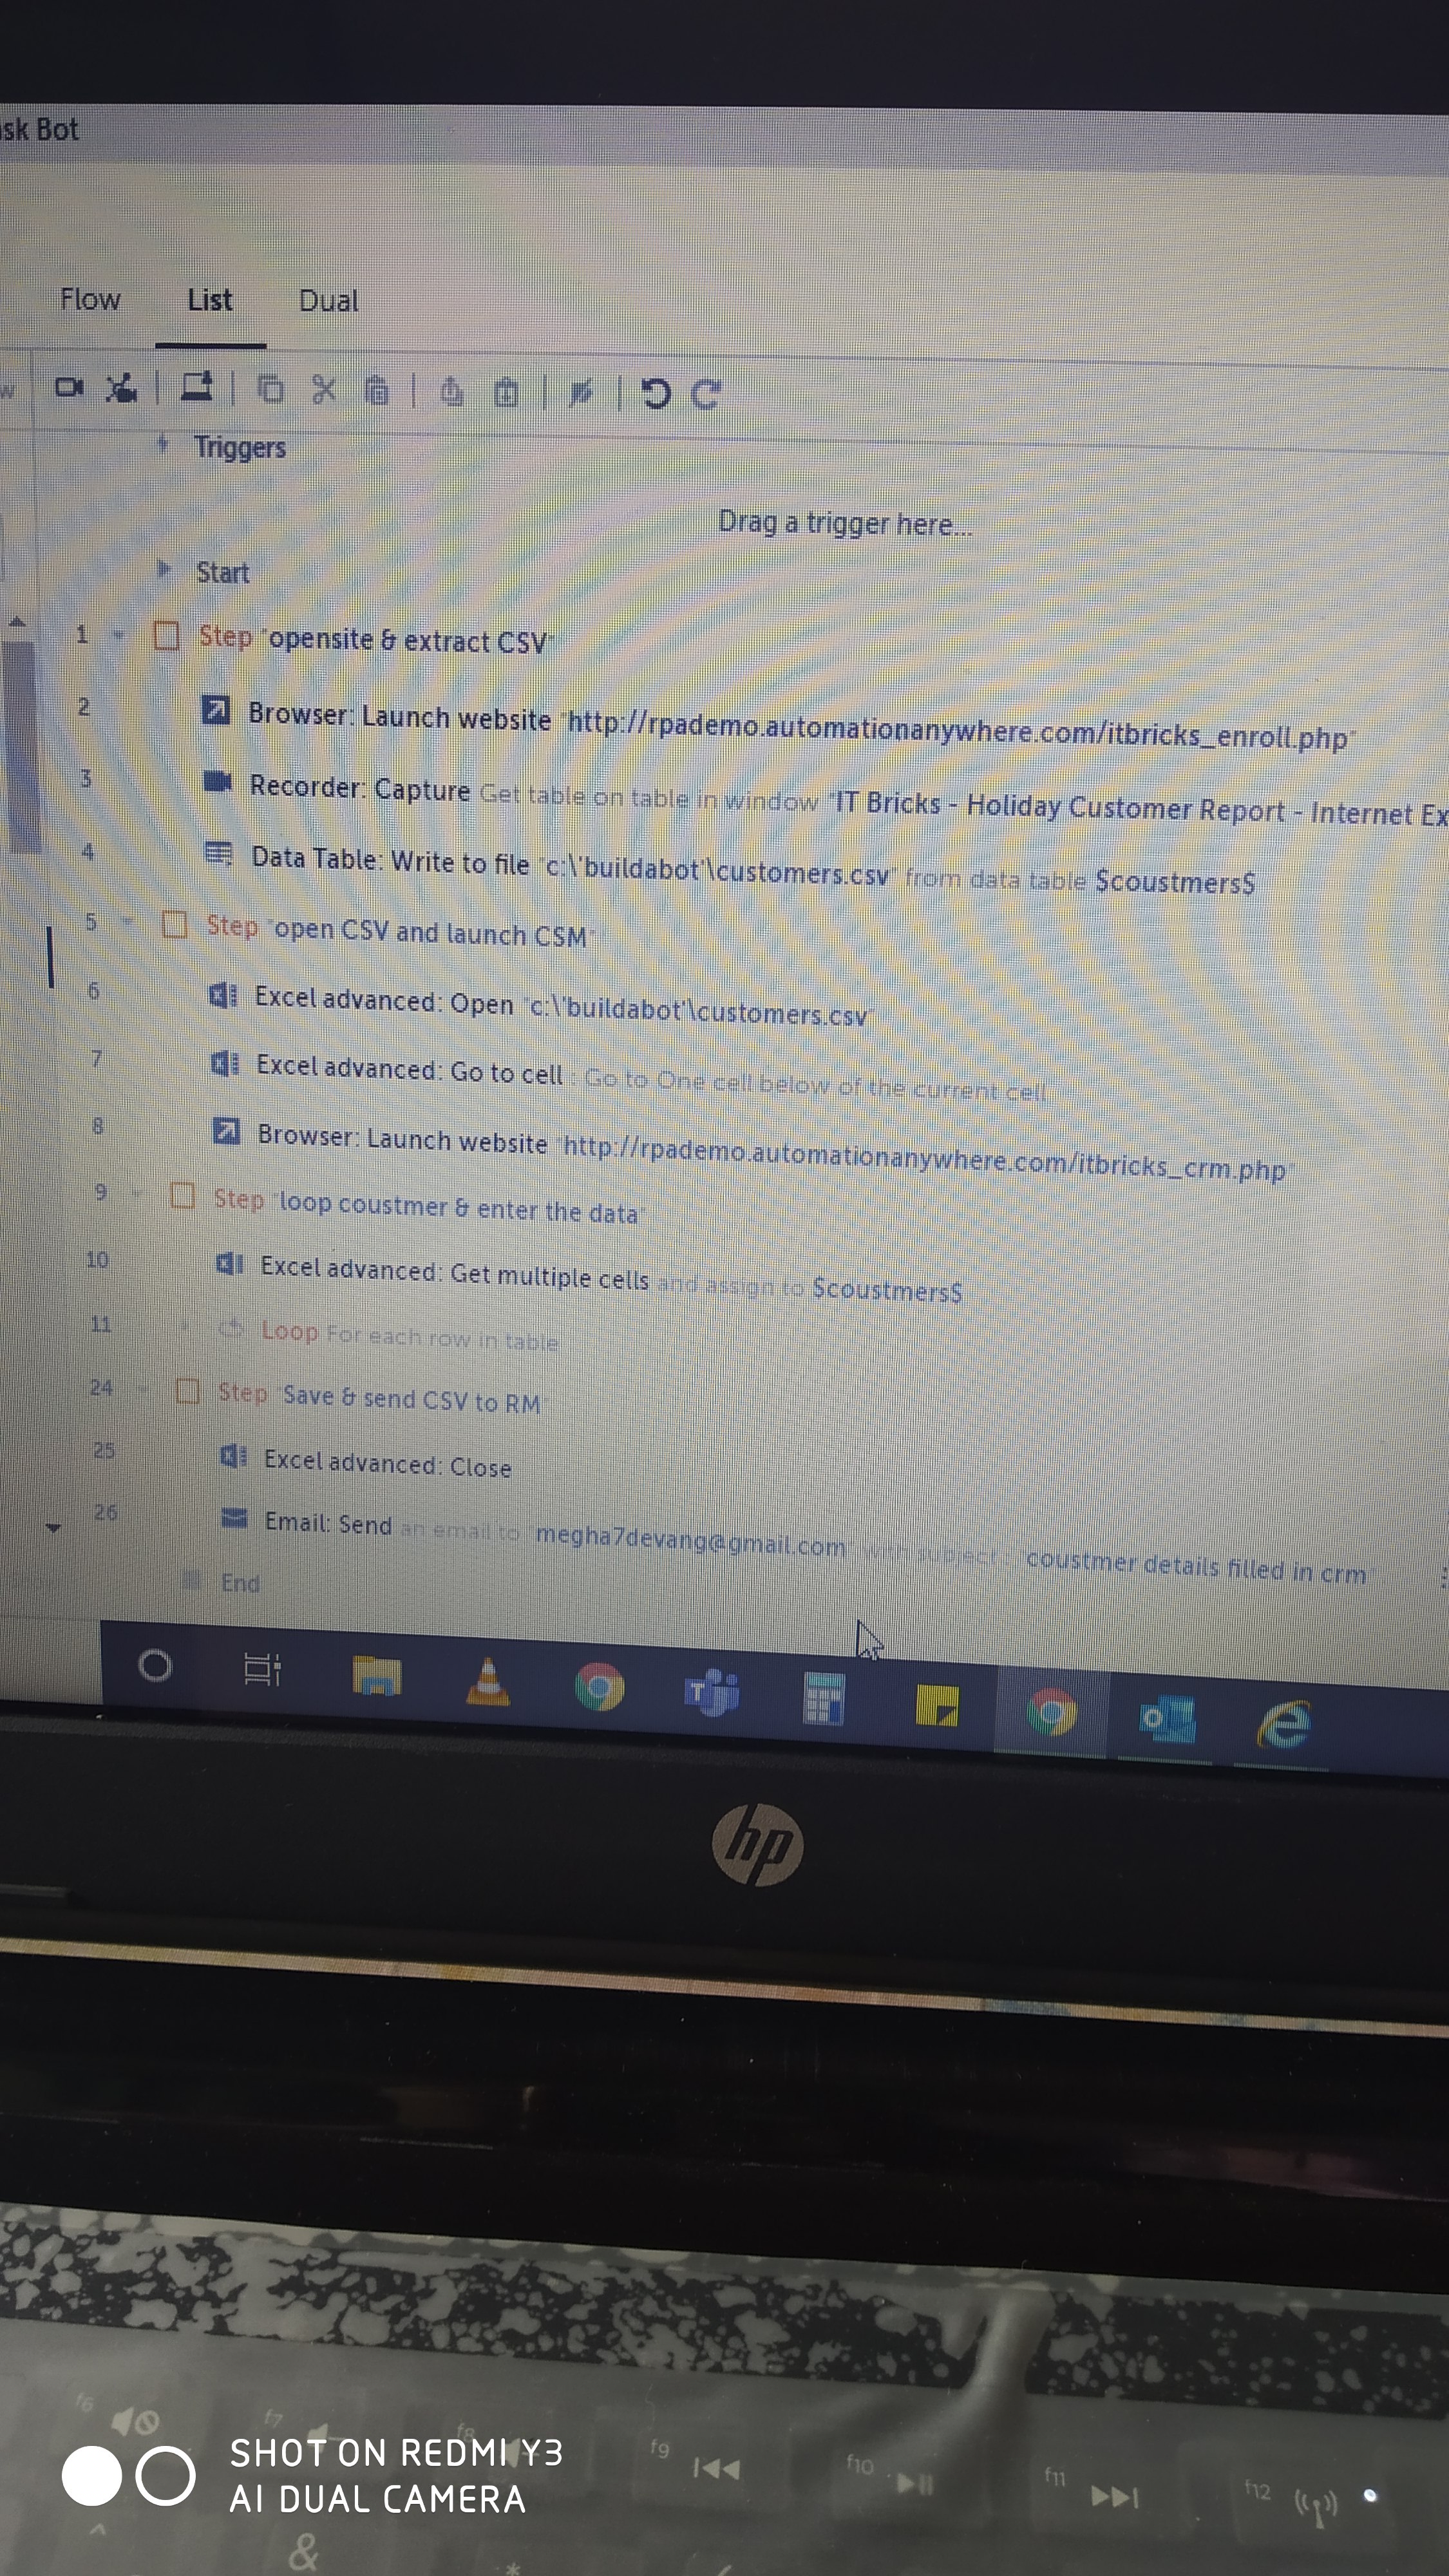 sk Bot
Flow List Dual
Triggers
Drag a trigger here...
Start
1 Step "opensite & extract CSV"
2 Browser: Launch website "http://rpademo.automationanywhere.com/itbricks_enroll.php"
3 Recorder: Capture Get table on table in window "IT Bricks - Holiday Customer Report - Internet Ex
4 Data Table: Write to file "c:\'buildabot'\customers.csv" from data table $coustmers$
5 Step "open CSV and launch CSM"
6 Excel advanced: Open "c:\'buildabot'\customers.csv"
7 Excel advanced: Go to cell : Go to One cell below of the current cell
8 Browser: Launch website "http://rpademo.automationanywhere.com/itbricks_crm.php"
9 Step "loop coustmer & enter the data"
10 Excel advanced: Get multiple cells and assign to $coustmers$
11 Loop For each row in table
24 Step "Save & send CSV to RM"
25 Excel advanced: Close
26 Email: Send an email to "megha7devang@gmail.com" with subject : "coustmer details filled in crm"
End
hp
f6 f7 f8 f9 f10 f11 f12
SHOT ON REDMI Y3
AI DUAL CAMERA
&
*